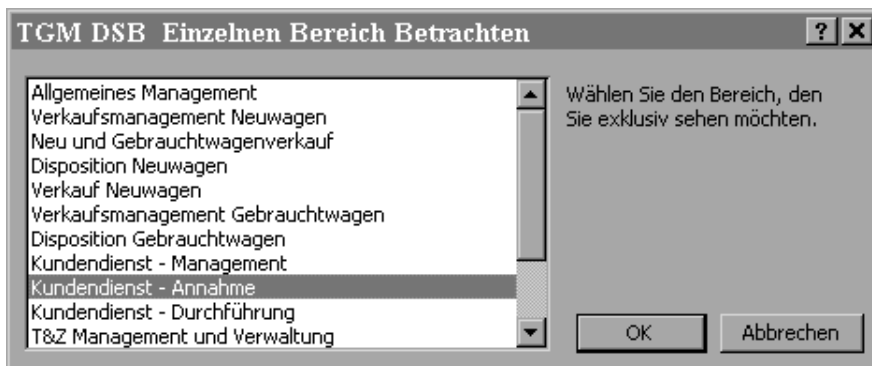 TGM DSB Einzelnen Bereich Betrachten
Allgemeines Management
Verkaufsmanagement Neuwagen
Neu und Gebrauchtwagenverkauf
Disposition Neuwagen
Verkauf Neuwagen
Verkaufsmanagement Gebrauchtwagen
Disposition Gebrauchtwagen
Kundendienst - Management
Kundendienst - Annahme
Kundendienst - Durchführung
T&Z Management und Verwaltung
Wählen Sie den Bereich, den
Sie exklusiv sehen möchten.
OK
Abbrechen